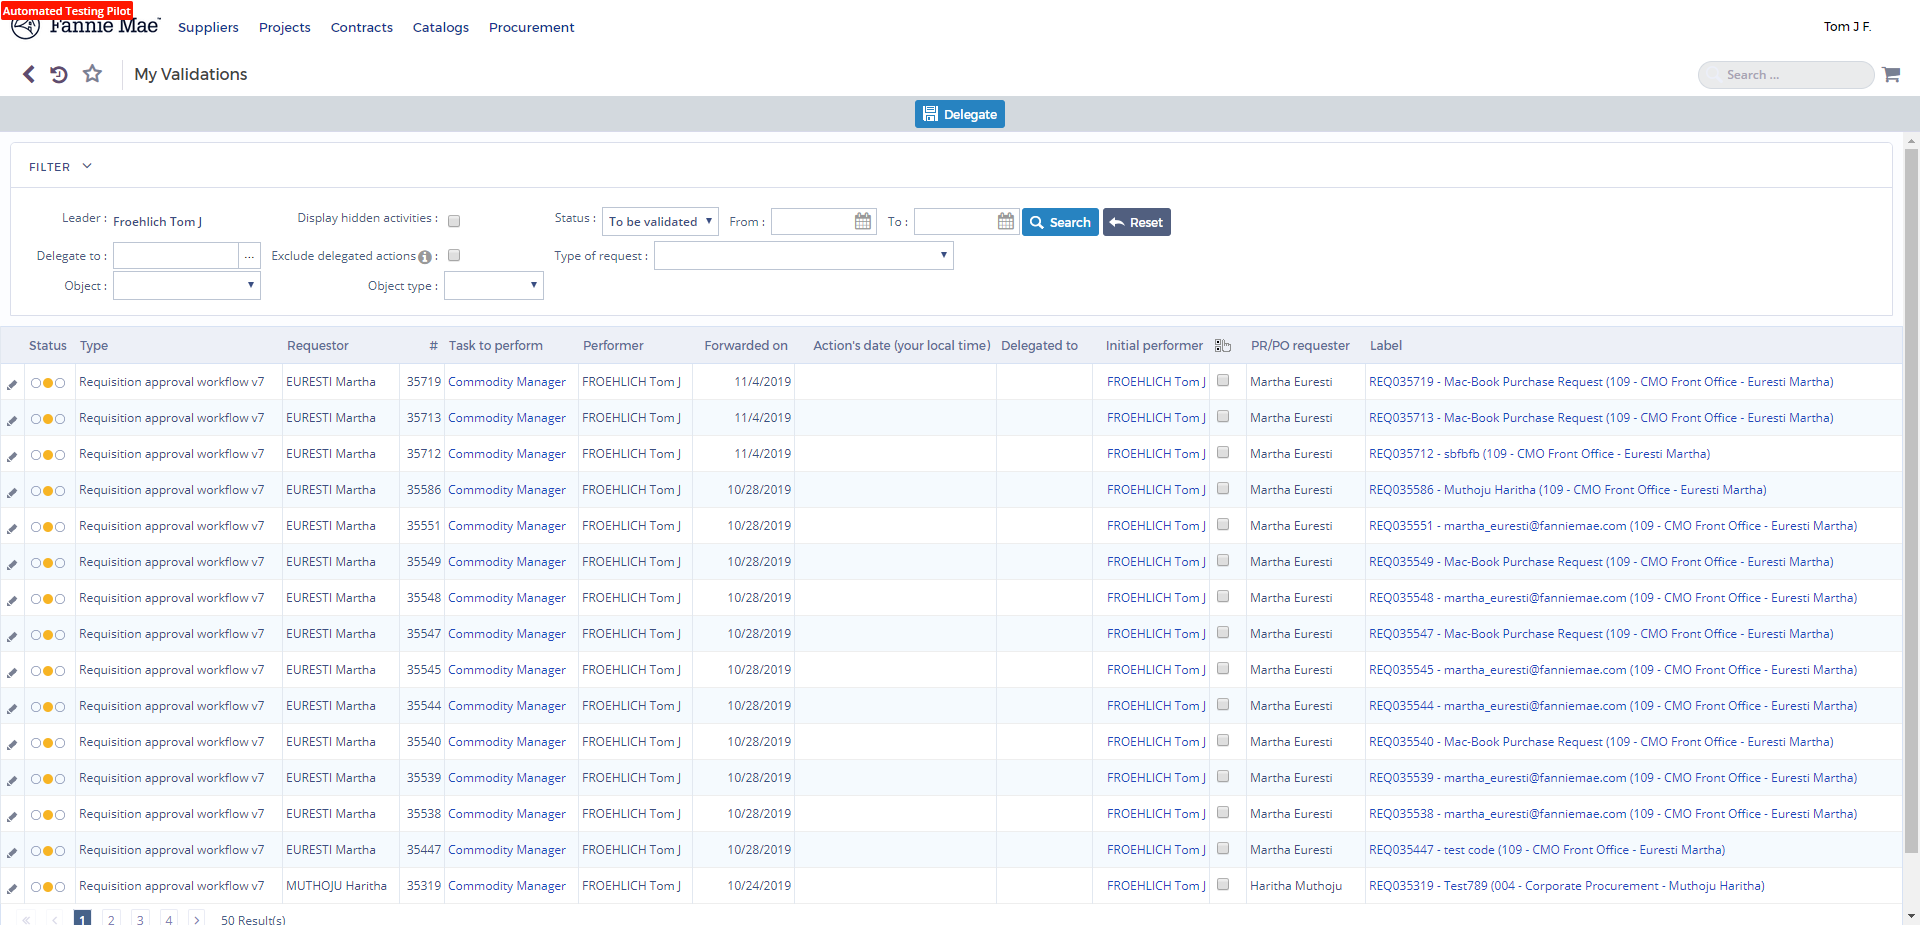 Automated Testing Pilot
Fannie Mae Suppliers Projects Contracts Catalogs Procurement Tom J F.
My Validations Search ...
Delegate
FILTER
Leader : Froehlich Tom J Display hidden activities : Status : To be validated From : To : Search Reset
Delegate to : ... Exclude delegated actions : Type of request :
Object : Object type :
Status Type Requestor # Task to perform Performer Forwarded on Action's date (your local time) Delegated to Initial performer PR/PO requester Label
Requisition approval workflow v7 EURESTI Martha 35719 Commodity Manager FROEHLICH Tom J 11/4/2019 FROEHLICH Tom J Martha Euresti REQ035719 - Mac-Book Purchase Request (109 - CMO Front Office - Euresti Martha)
Requisition approval workflow v7 EURESTI Martha 35713 Commodity Manager FROEHLICH Tom J 11/4/2019 FROEHLICH Tom J Martha Euresti REQ035713 - Mac-Book Purchase Request (109 - CMO Front Office - Euresti Martha)
Requisition approval workflow v7 EURESTI Martha 35712 Commodity Manager FROEHLICH Tom J 11/4/2019 FROEHLICH Tom J Martha Euresti REQ035712 - sbfbfb (109 - CMO Front Office - Euresti Martha)
Requisition approval workflow v7 EURESTI Martha 35586 Commodity Manager FROEHLICH Tom J 10/28/2019 FROEHLICH Tom J Martha Euresti REQ035586 - Muthoju Haritha (109 - CMO Front Office - Euresti Martha)
Requisition approval workflow v7 EURESTI Martha 35551 Commodity Manager FROEHLICH Tom J 10/28/2019 FROEHLICH Tom J Martha Euresti REQ035551 - martha_euresti@fanniemae.com (109 - CMO Front Office - Euresti Martha)
Requisition approval workflow v7 EURESTI Martha 35549 Commodity Manager FROEHLICH Tom J 10/28/2019 FROEHLICH Tom J Martha Euresti REQ035549 - Mac-Book Purchase Request (109 - CMO Front Office - Euresti Martha)
Requisition approval workflow v7 EURESTI Martha 35548 Commodity Manager FROEHLICH Tom J 10/28/2019 FROEHLICH Tom J Martha Euresti REQ035548 - martha_euresti@fanniemae.com (109 - CMO Front Office - Euresti Martha)
Requisition approval workflow v7 EURESTI Martha 35547 Commodity Manager FROEHLICH Tom J 10/28/2019 FROEHLICH Tom J Martha Euresti REQ035547 - Mac-Book Purchase Request (109 - CMO Front Office - Euresti Martha)
Requisition approval workflow v7 EURESTI Martha 35545 Commodity Manager FROEHLICH Tom J 10/28/2019 FROEHLICH Tom J Martha Euresti REQ035545 - martha_euresti@fanniemae.com (109 - CMO Front Office - Euresti Martha)
Requisition approval workflow v7 EURESTI Martha 35544 Commodity Manager FROEHLICH Tom J 10/28/2019 FROEHLICH Tom J Martha Euresti REQ035544 - martha_euresti@fanniemae.com (109 - CMO Front Office - Euresti Martha)
Requisition approval workflow v7 EURESTI Martha 35540 Commodity Manager FROEHLICH Tom J 10/28/2019 FROEHLICH Tom J Martha Euresti REQ035540 - Mac-Book Purchase Request (109 - CMO Front Office - Euresti Martha)
Requisition approval workflow v7 EURESTI Martha 35539 Commodity Manager FROEHLICH Tom J 10/28/2019 FROEHLICH Tom J Martha Euresti REQ035539 - martha_euresti@fanniemae.com (109 - CMO Front Office - Euresti Martha)
Requisition approval workflow v7 EURESTI Martha 35538 Commodity Manager FROEHLICH Tom J 10/28/2019 FROEHLICH Tom J Martha Euresti REQ035538 - martha_euresti@fanniemae.com (109 - CMO Front Office - Euresti Martha)
Requisition approval workflow v7 EURESTI Martha 35447 Commodity Manager FROEHLICH Tom J 10/28/2019 FROEHLICH Tom J Martha Euresti REQ035447 - test code (109 - CMO Front Office - Euresti Martha)
Requisition approval workflow v7 MUTHOJU Haritha 35319 Commodity Manager FROEHLICH Tom J 10/24/2019 FROEHLICH Tom J Haritha Muthoju REQ035319 - Test789 (004 - Corporate Procurement - Muthoju Haritha)
« < 1 2 3 4 > 50 Result(s)